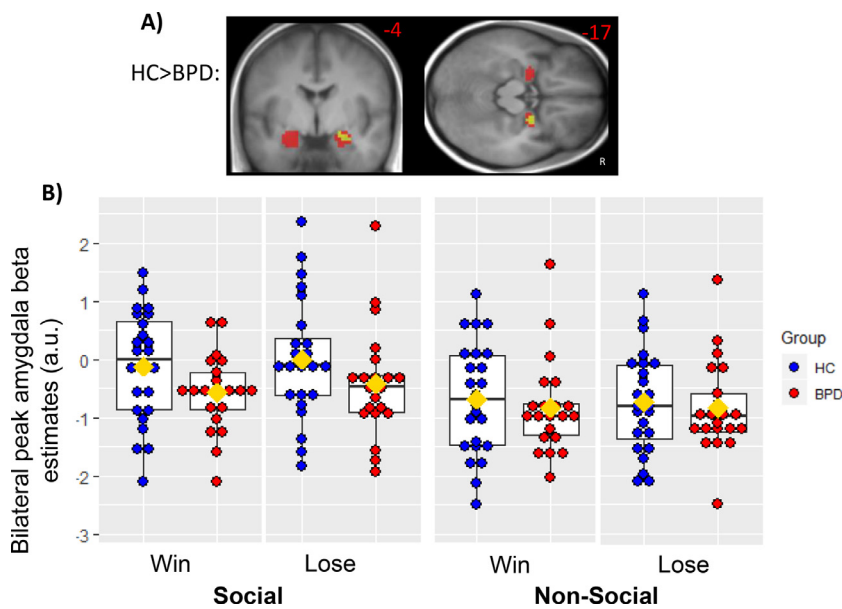 A)
-4
-17
HC>BPD:
R
B)
Bilateral peak amygdala beta
estimates (a.u.)
2
1
0
-1
-2
-3
Win
Lose
Win
Lose
Social
Non-Social
Group
HC
BPD